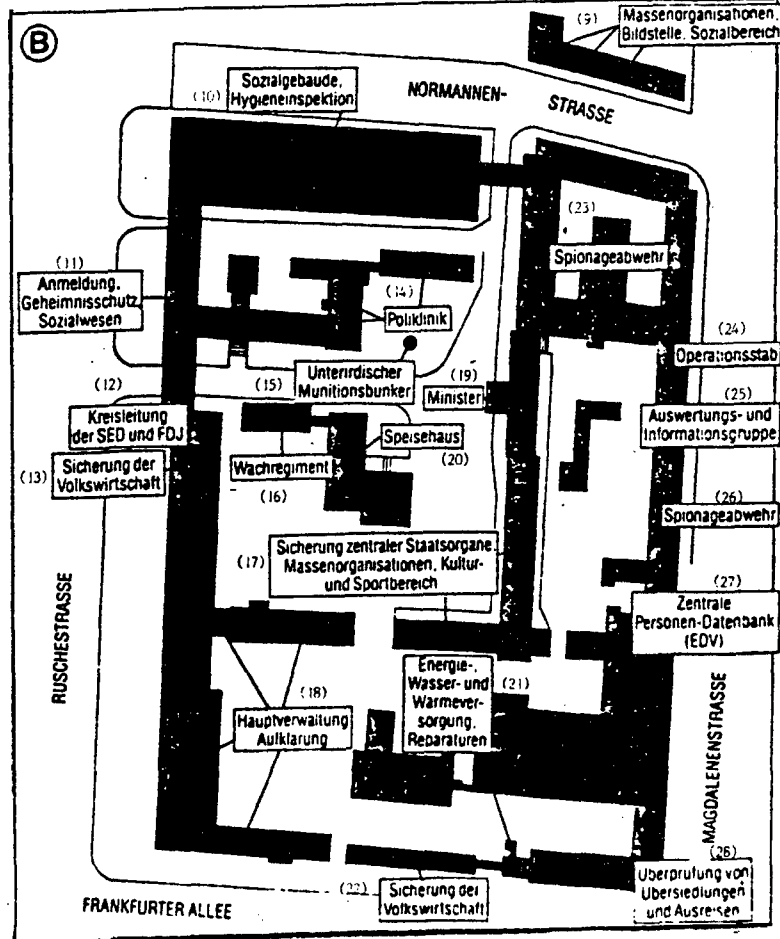 B
(9)
Massenorganisationen,
Bildstelle, Sozialbereich
(10)
Sozialgebäude,
Hygieneinspektion
NORMANNEN-
STRASSE
(11)
Anmeldung,
Geheimnisschutz
Sozialwesen
(14)
Poliklinik
(23)
Spionageabwehr
Unterirdischer
Munitionsbunker
(24)
Operationsstab
(12)
Kreisleitung
der SED und FDJ
(15)
(19)
Minister
(25)
Auswertungs- und
Informationsgruppe
(13)
Sicherung der
Volkswirtschaft
Wachregiment
(16)
Speisehaus
(20)
(26)
Spionageabwehr
(17)
Sicherung zentraler Staatsorgane
Massenorganisationen, Kultur-
und Sportbereich
(27)
Zentrale
Personen-Datenbank
(EDV)
RUSCHESTRASSE
(18)
Hauptverwaltung
Aufklärung
(21)
Energie-,
Wasser- und
Wärmever-
sorgung,
Reparaturen
MAGDALENENSTRASSE
(22)
Sicherung der
Volkswirtschaft
(28)
Überprüfung von
Übersiedlungen
und Ausreisen
FRANKFURTER ALLEE